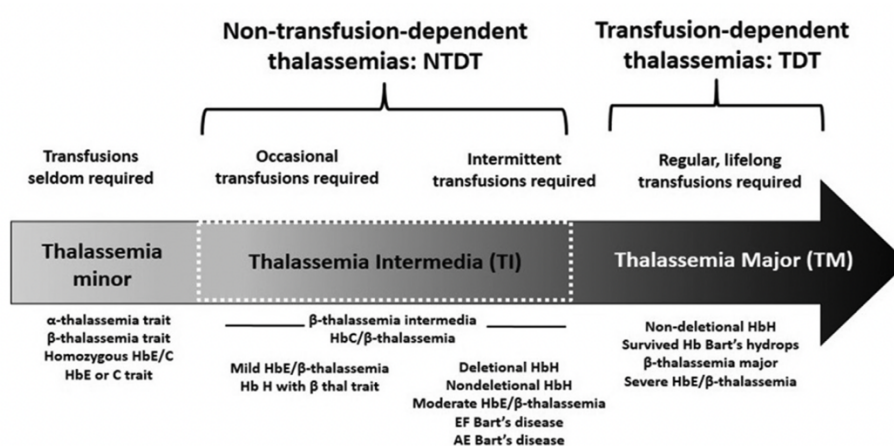 Non-transfusion-dependent
thalassemias: NTDT
Transfusion-dependent
thalassemias: TDT
Transfusions
seldom required
Occasional
transfusions required
Intermittent
transfusions required
Regular, lifelong
transfusions required
Thalassemia
minor
Thalassemia Intermedia (TI)
Thalassemia Major (TM)
α-thalassemia trait
β-thalassemia trait
Homozygous HbE/C
HbE or C trait
β-thalassemia intermedia
HbC/β-thalassemia
Mild HbE/β-thalassemia
Hb H with β thal trait
Deletional HbH
Nondeletional HbH
Moderate HbE/β-thalassemia
EF Bart's disease
AE Bart's disease
Non-deletional HbH
Survived Hb Bart's hydrops
β-thalassemia major
Severe HbE/β-thalassemia